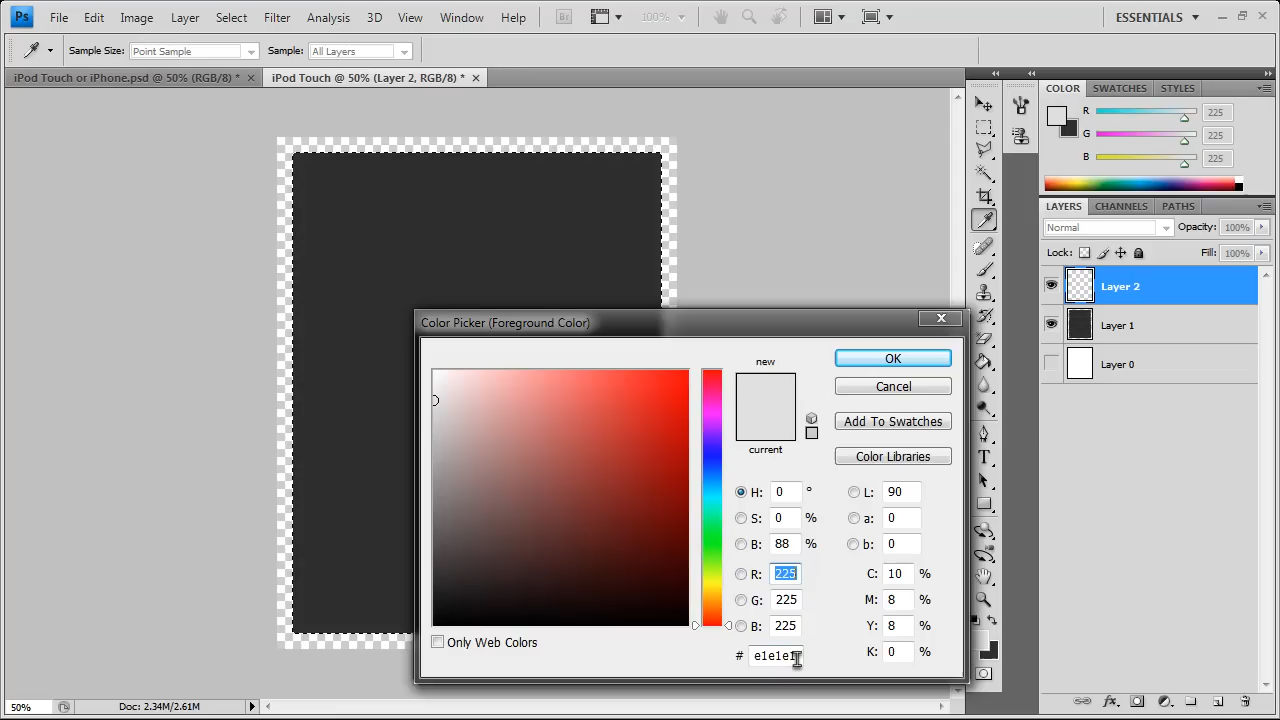 Ps File Edit Image Layer Select Filter Analysis 3D View Window Help Br 100% ESSENTIALS
Sample Size: Point Sample Sample: All Layers
iPod Touch or iPhone.psd @ 50% (RGB/8) * × iPod Touch @ 50% (Layer 2, RGB/8) * ×
COLOR SWATCHES STYLES
R 225
G 225
B 225
LAYERS CHANNELS PATHS
Normal Opacity: 100%
Lock: Fill: 100%
Layer 2
Layer 1
Layer 0
Color Picker (Foreground Color)
new
current
OK
Cancel
Add To Swatches
Color Libraries
H: 0 ° L: 90
S: 0 % a: 0
B: 88 % b: 0
R: 225 C: 10 %
G: 225 M: 8 %
B: 225 Y: 8 %
# e1e1e1 K: 0 %
Only Web Colors
T
50% Doc: 2.34M/2.61M